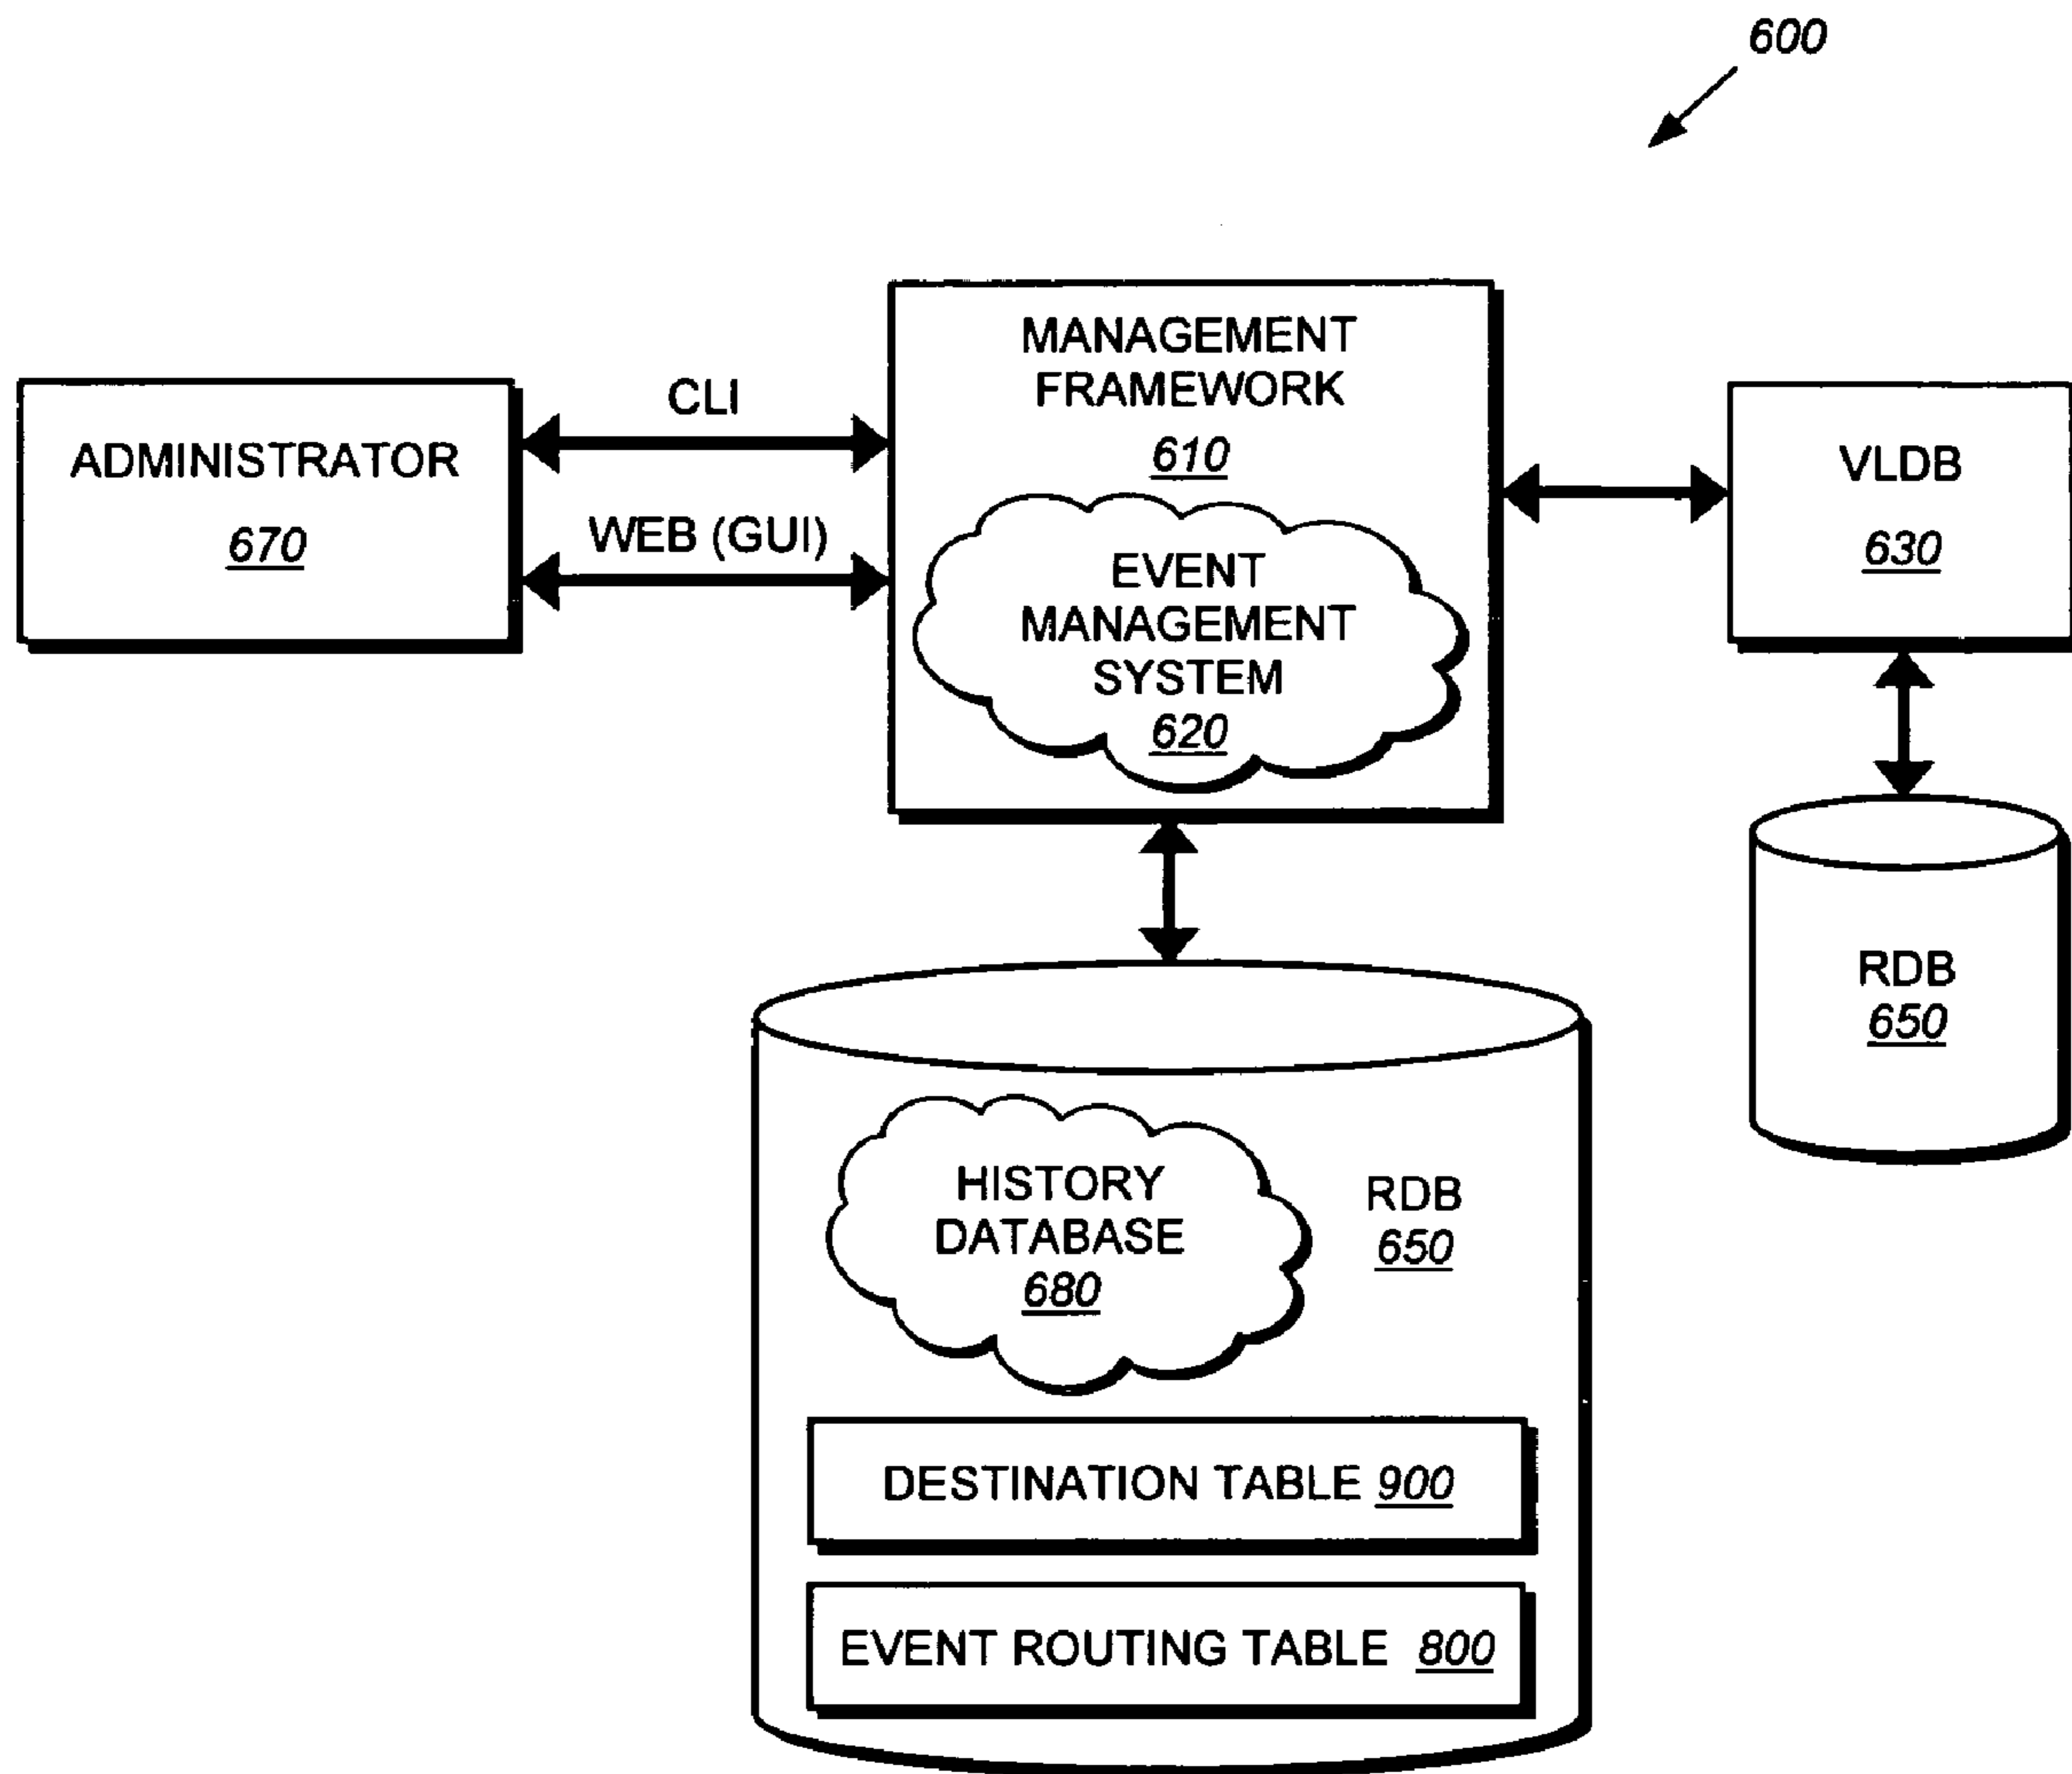 600
MANAGEMENT
FRAMEWORK
610
EVENT
MANAGEMENT
SYSTEM
620
ADMINISTRATOR
670
CLI
WEB (GUI)
VLDB
630
RDB
650
HISTORY
DATABASE
680
RDB
650
DESTINATION TABLE 900
EVENT ROUTING TABLE 800